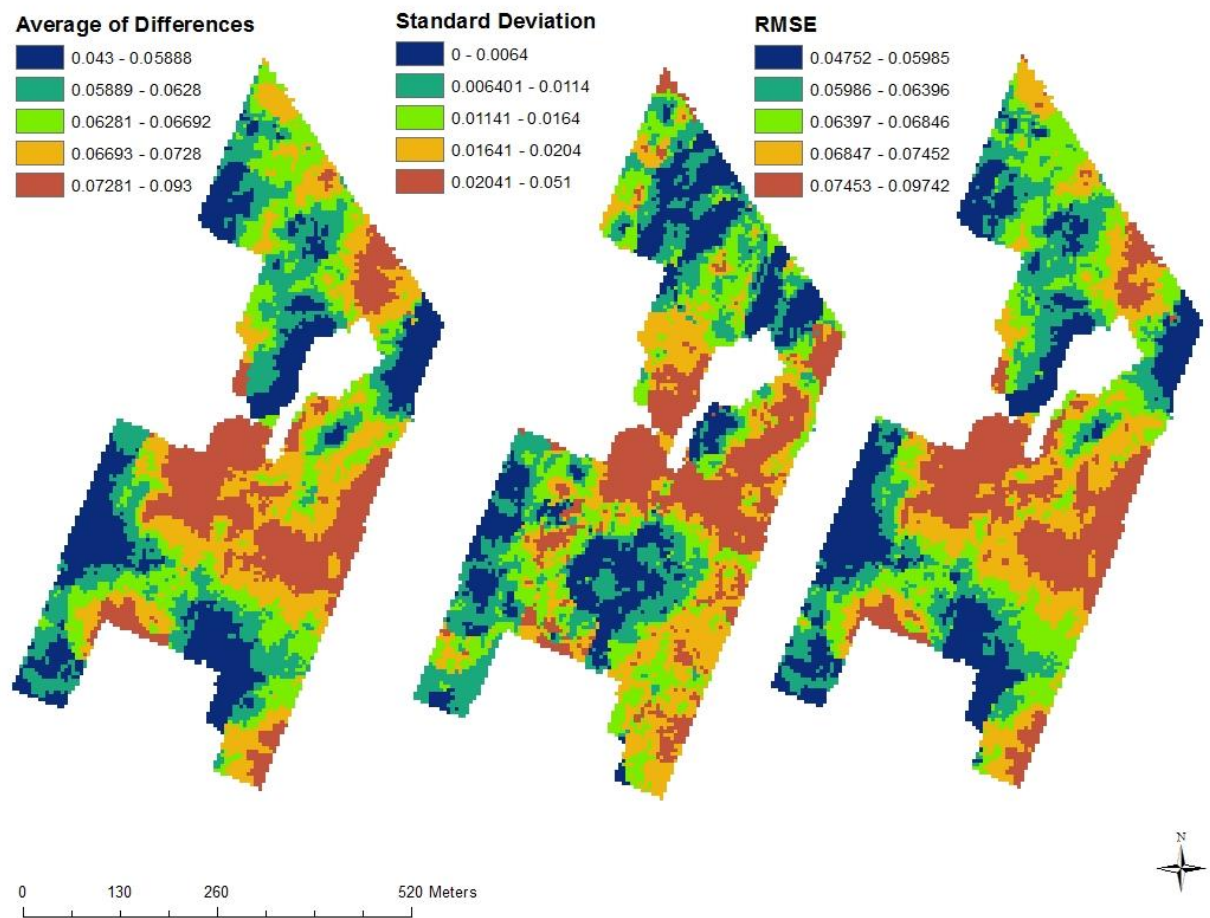 Average of Differences
0.043 - 0.05888
0.05889 - 0.0628
0.06281 - 0.06692
0.06693 - 0.0728
0.07281 - 0.093
Standard Deviation
0 - 0.0064
0.006401 - 0.0114
0.01141 - 0.0164
0.01641 - 0.0204
0.02041 - 0.051
RMSE
0.04752 - 0.05985
0.05986 - 0.06396
0.06397 - 0.06846
0.06847 - 0.07452
0.07453 - 0.09742
N
0 130 260 520 Meters